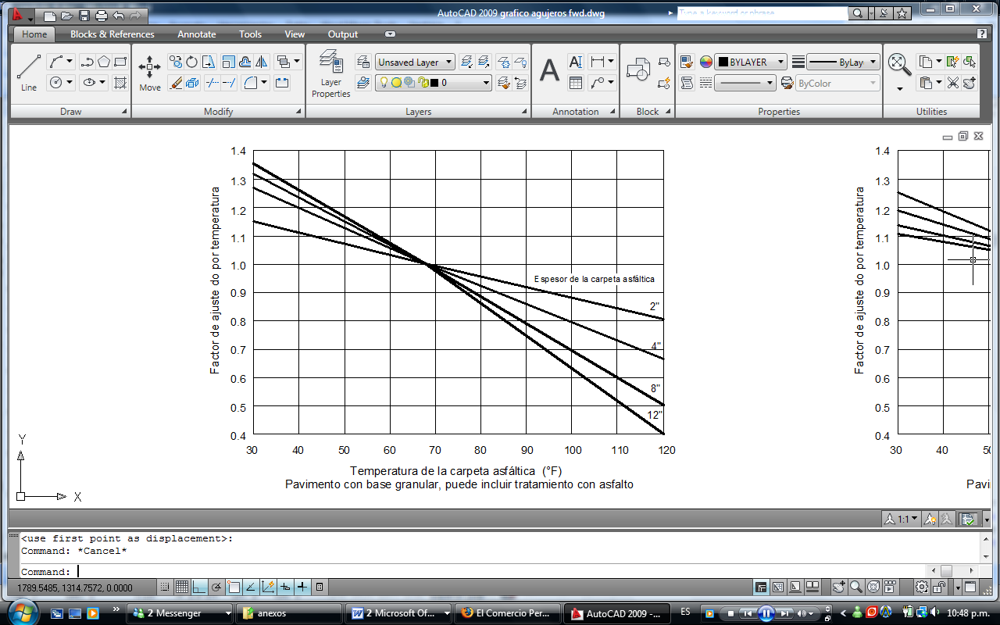 AutoCAD 2009 grafico agujeros fwd.dwg
Type a keyword or phrase
Home Blocks & References Annotate Tools View Output
Line
Move
Layer
Properties
Unsaved Layer
0
A
BYLAYER
ByLay
ByColor
Draw Modify Layers Annotation Block Properties Utilities
Factor de ajuste do por temperatura
1.4
1.3
1.2
1.1
1.0
0.9
0.8
0.7
0.6
0.5
0.4
Espesor de la carpeta asfáltica
2"
4"
8"
12"
30 40 50 60 70 80 90 100 110 120
Temperatura de la carpeta asfáltica (°F)
Pavimento con base granular, puede incluir tratamiento con asfalto
Factor de ajuste do por temperatura
1.4
1.3
1.2
1.1
1.0
0.9
0.8
0.7
0.6
0.5
0.4
30 40 50
Pavi
Y
X
1:1
<use first point as displacement>:
Command: *Cancel*
Command:
1789.5485, 1314.7572, 0.0000
2 Messenger
anexos
2 Microsoft Of...
El Comercio Per...
AutoCAD 2009 -...
ES
10:48 p.m.